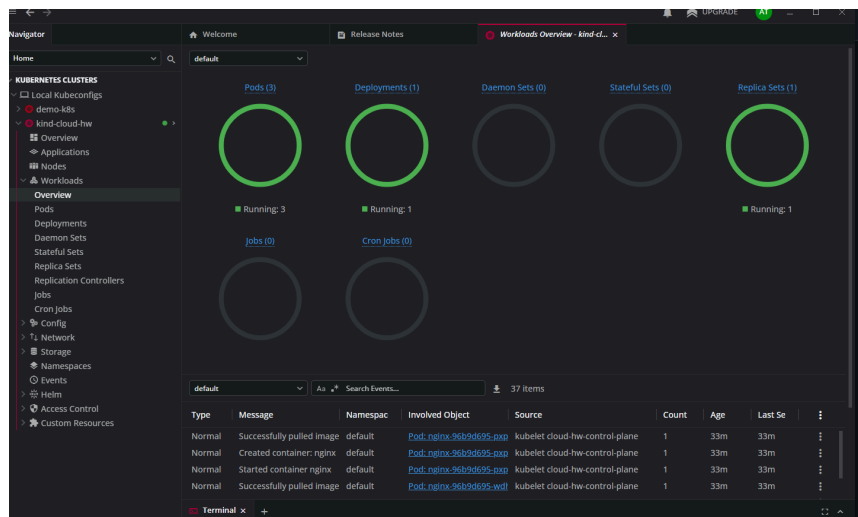 UPGRADE AT
Navigator Welcome Release Notes Workloads Overview - kind-cl...
Home
default
KUBERNETES CLUSTERS
Local Kubeconfigs
demo-k8s
kind-cloud-hw
Overview
Applications
Nodes
Workloads
Overview
Pods
Deployments
Daemon Sets
Stateful Sets
Replica Sets
Replication Controllers
Jobs
Cron Jobs
Config
Network
Storage
Namespaces
Events
Helm
Access Control
Custom Resources
Pods (3) Deployments (1) Daemon Sets (0) Stateful Sets (0) Replica Sets (1)
Running: 3 Running: 1 Running: 1
Jobs (0) Cron Jobs (0)
default Aa .* Search Events... 37 items
Type Message Namespac Involved Object Source Count Age Last Se
Normal Successfully pulled image default Pod: nginx-96b9d695-pxp kubelet cloud-hw-control-plane 1 33m 33m
Normal Created container: nginx default Pod: nginx-96b9d695-pxp kubelet cloud-hw-control-plane 1 33m 33m
Normal Started container nginx default Pod: nginx-96b9d695-pxp kubelet cloud-hw-control-plane 1 33m 33m
Normal Successfully pulled image default Pod: nginx-96b9d695-wdf kubelet cloud-hw-control-plane 1 33m 33m
Terminal